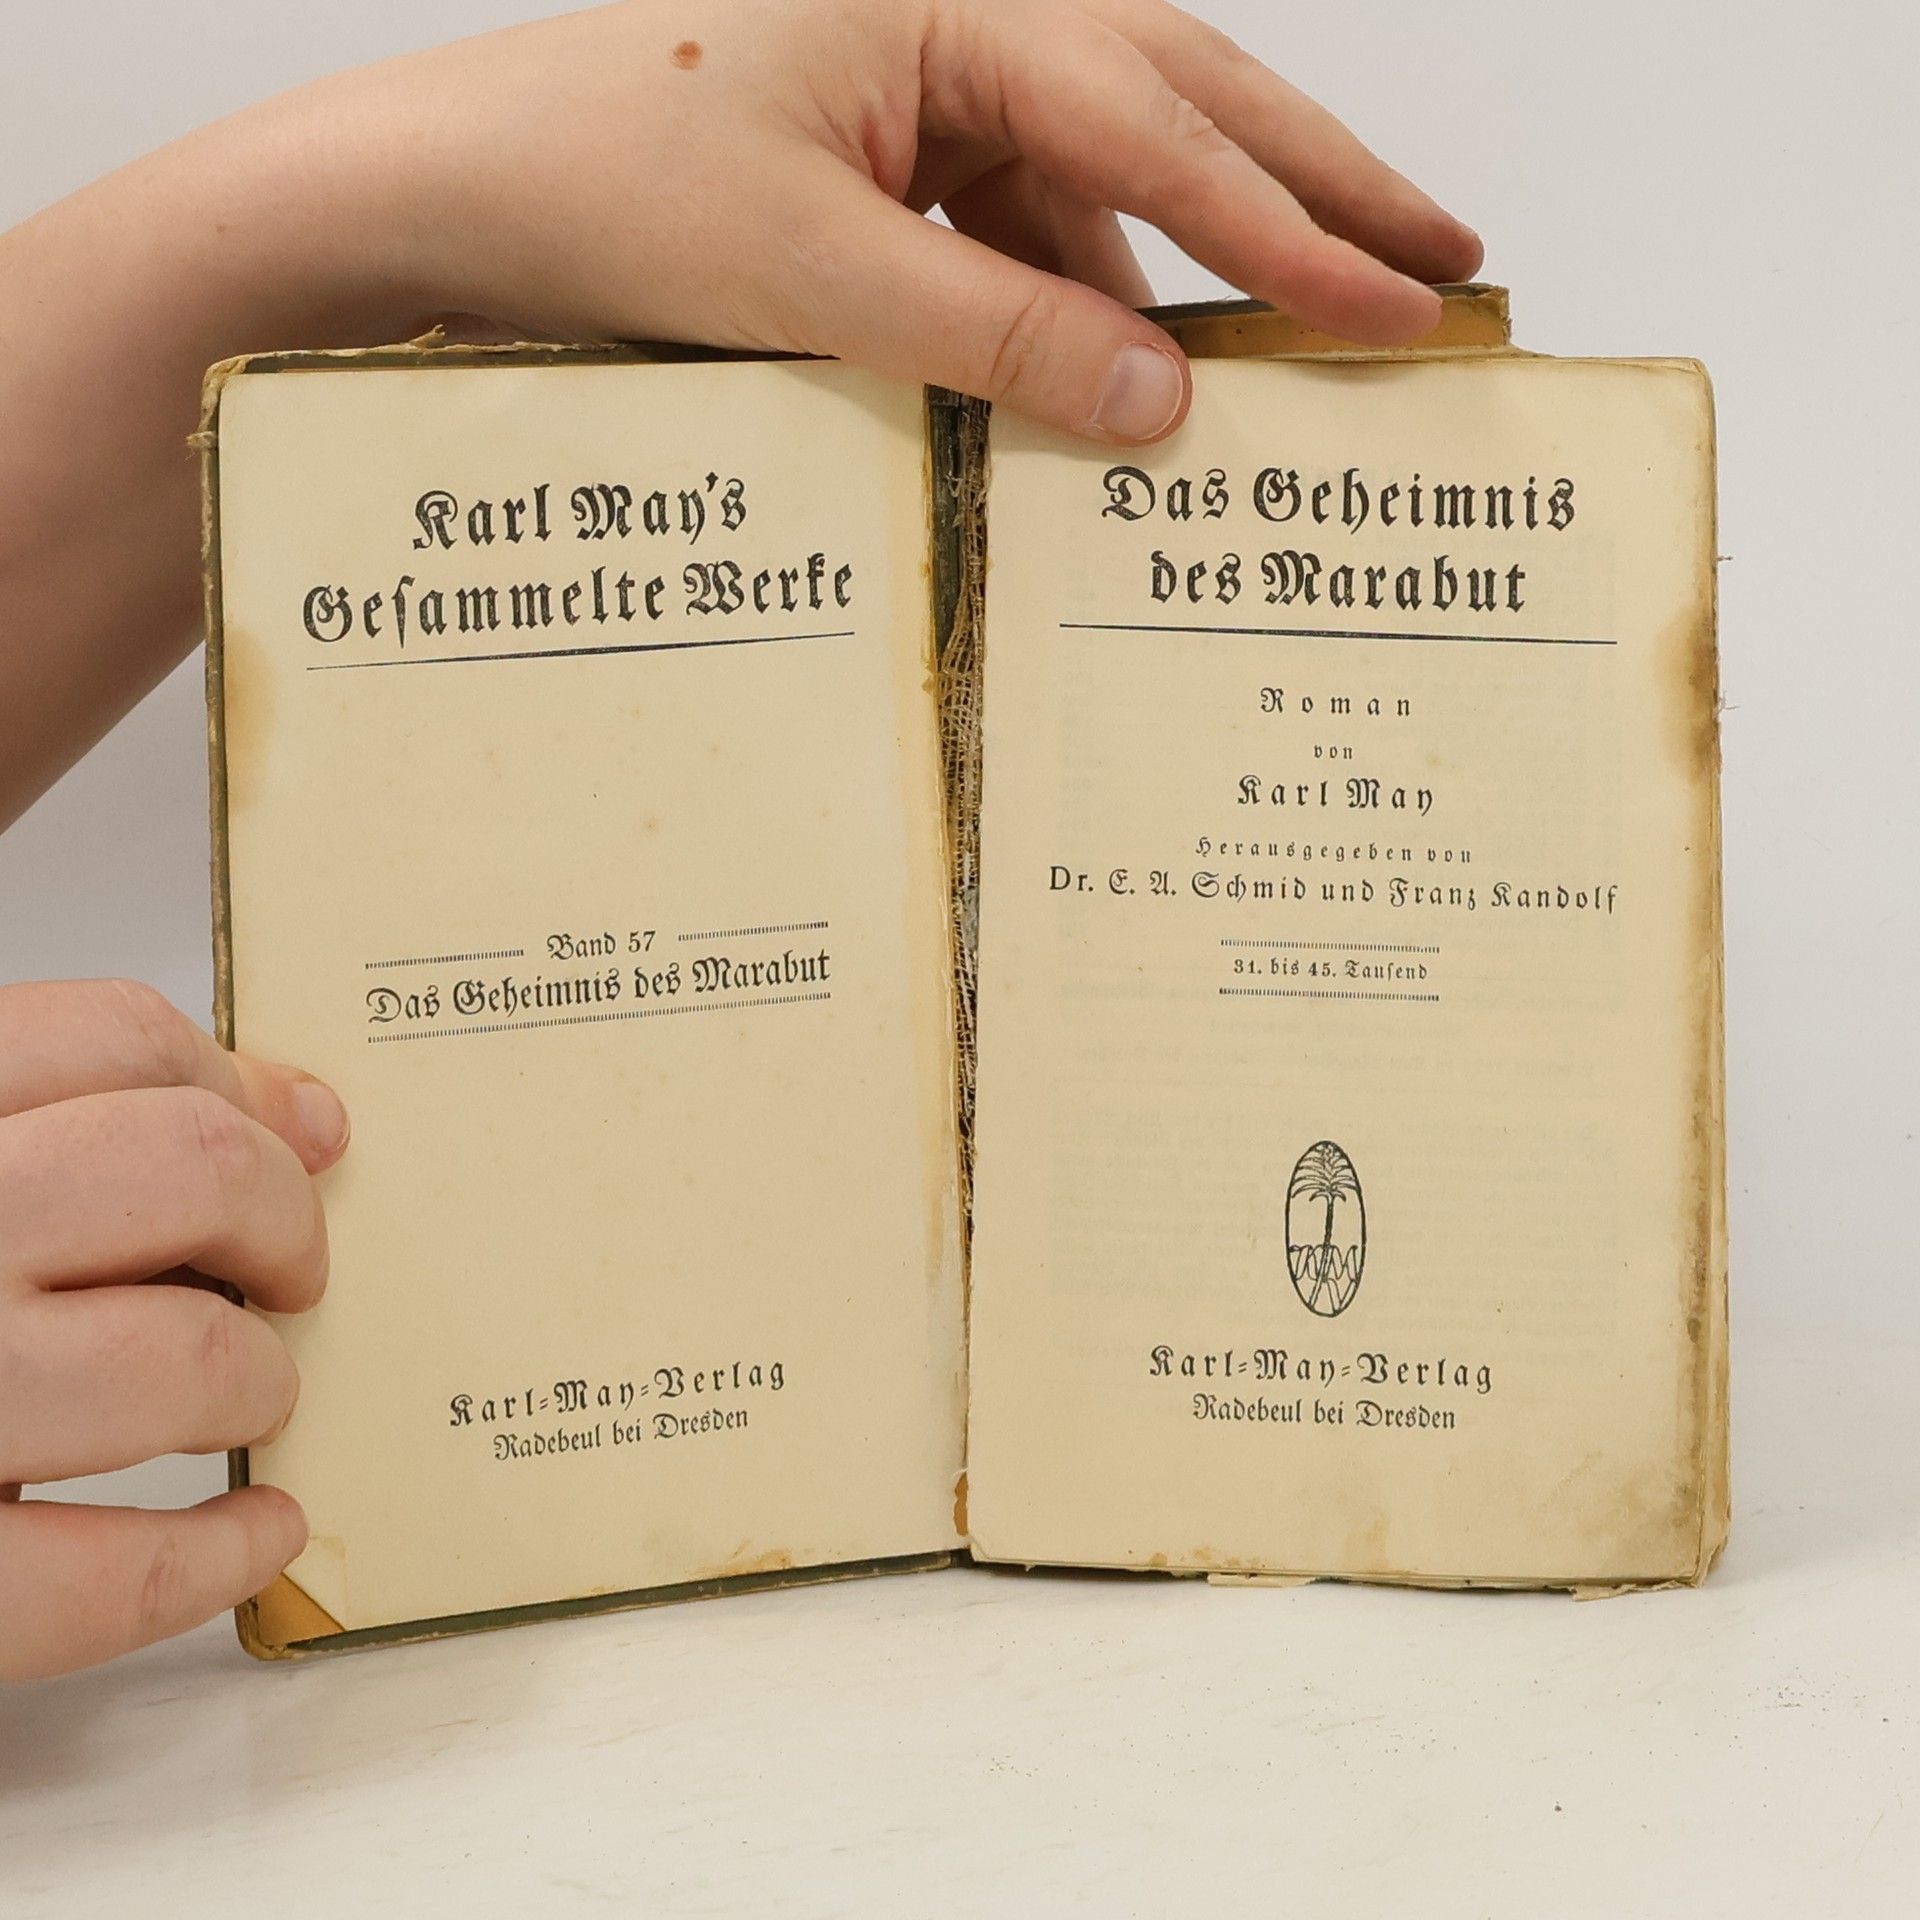 Karl May's
Geſammelte Werke
Band 57
Das Geheimnis des Marabut
Karl-May-Verlag
Radebeul bei Dresden
Das Geheimnis
des Marabut
Roman
von
Karl May
Herausgegeben von
Dr. E. A. Schmid und Franz Kandolf
31. bis 45. Tauſend
Karl-May-Verlag
Radebeul bei Dresden